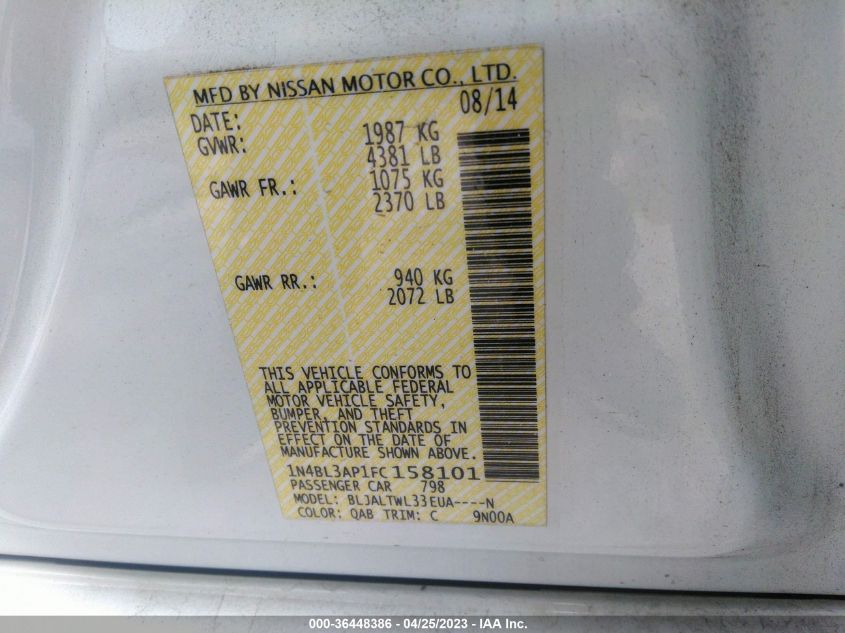 MFD BY NISSAN MOTOR CO., LTD.
DATE: 08/14
GVWR: 1987 KG
4381 LB
GAWR FR.: 1075 KG
2370 LB
GAWR RR.: 940 KG
2072 LB
THIS VEHICLE CONFORMS TO
ALL APPLICABLE FEDERAL
MOTOR VEHICLE SAFETY,
BUMPER, AND THEFT
PREVENTION STANDARDS IN
EFFECT ON THE DATE OF
MANUFACTURE SHOWN ABOVE.
1N4BL3AP1FC158101
PASSENGER CAR 798
MODEL: BLJALTWL33EUA----N
COLOR: QAB TRIM: C 9N00A
000-36448386 - 04/25/2023 - IAA Inc.